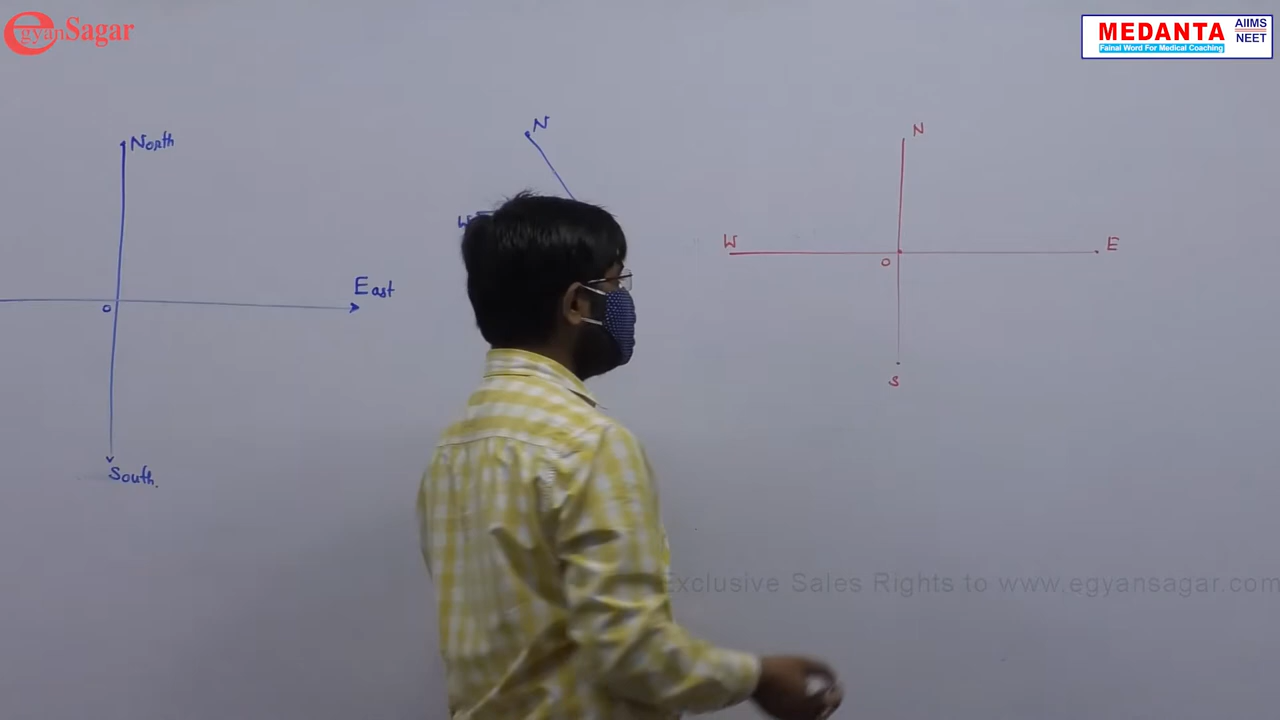 egyanSagar
MEDANTA AIIMS NEET
Fainal Word For Medical Coaching
North
East
O
South.
N
W
N
W
E
O
S
Exclusive Sales Rights to www.egyansagar.com